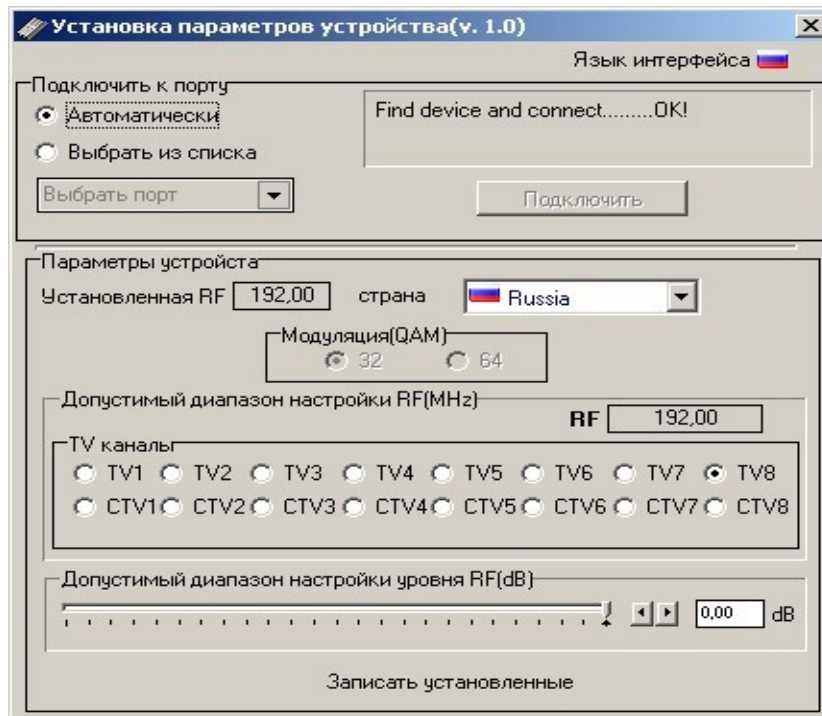 Установка параметров устройства(v. 1.0)
Язык интерфейса
Подключить к порту
Автоматически
Find device and connect.........OK!
Выбрать из списка
Выбрать порт
Подключить
Параметры устройста
Установленная RF 192,00 страна Russia
Модуляция(QAM)
32 64
Допустимый диапазон настройки RF(MHz)
RF 192,00
TV каналы
TV1 TV2 TV3 TV4 TV5 TV6 TV7 TV8
CTV1 CTV2 CTV3 CTV4 CTV5 CTV6 CTV7 CTV8
Допустимый диапазон настройки уровня RF(dB)
0,00 dB
Записать установленные